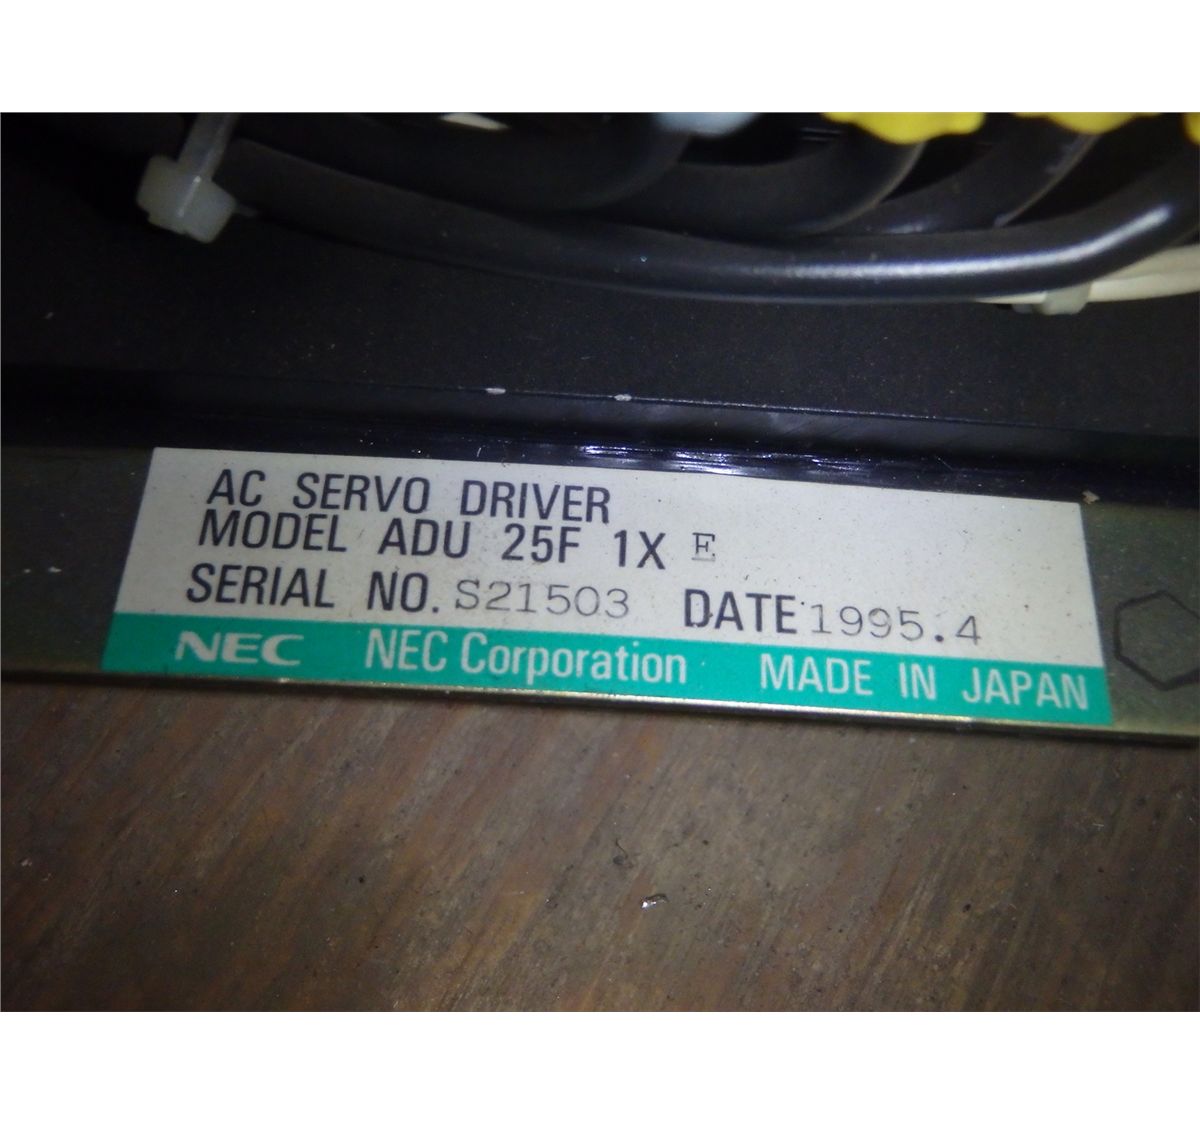 AC SERVO DRIVER
MODEL ADU 25F 1X E
SERIAL NO. S21503 DATE 1995.4
NEC NEC Corporation MADE IN JAPAN